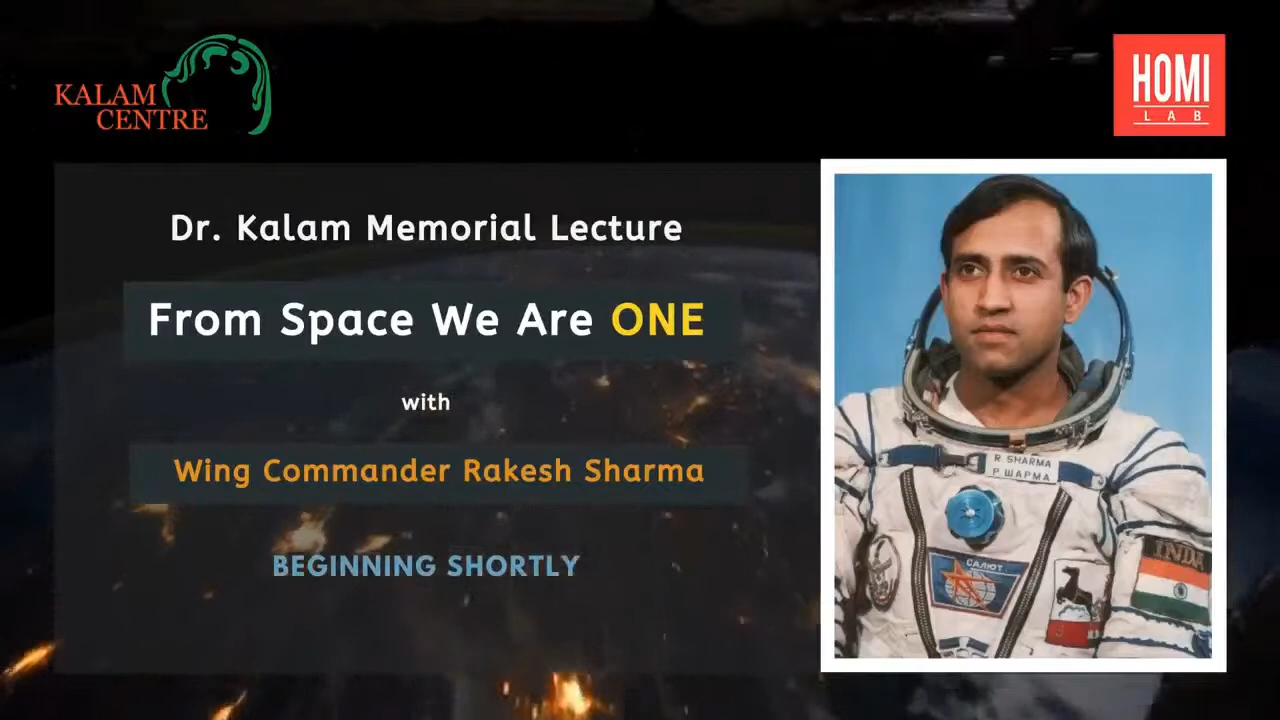 KALAM
CENTRE
HOMI
LAB
Dr. Kalam Memorial Lecture
From Space We Are ONE
with
Wing Commander Rakesh Sharma
BEGINNING SHORTLY
R. SHARMA
Р. ШАРМА
САЛЮТ
INDIA